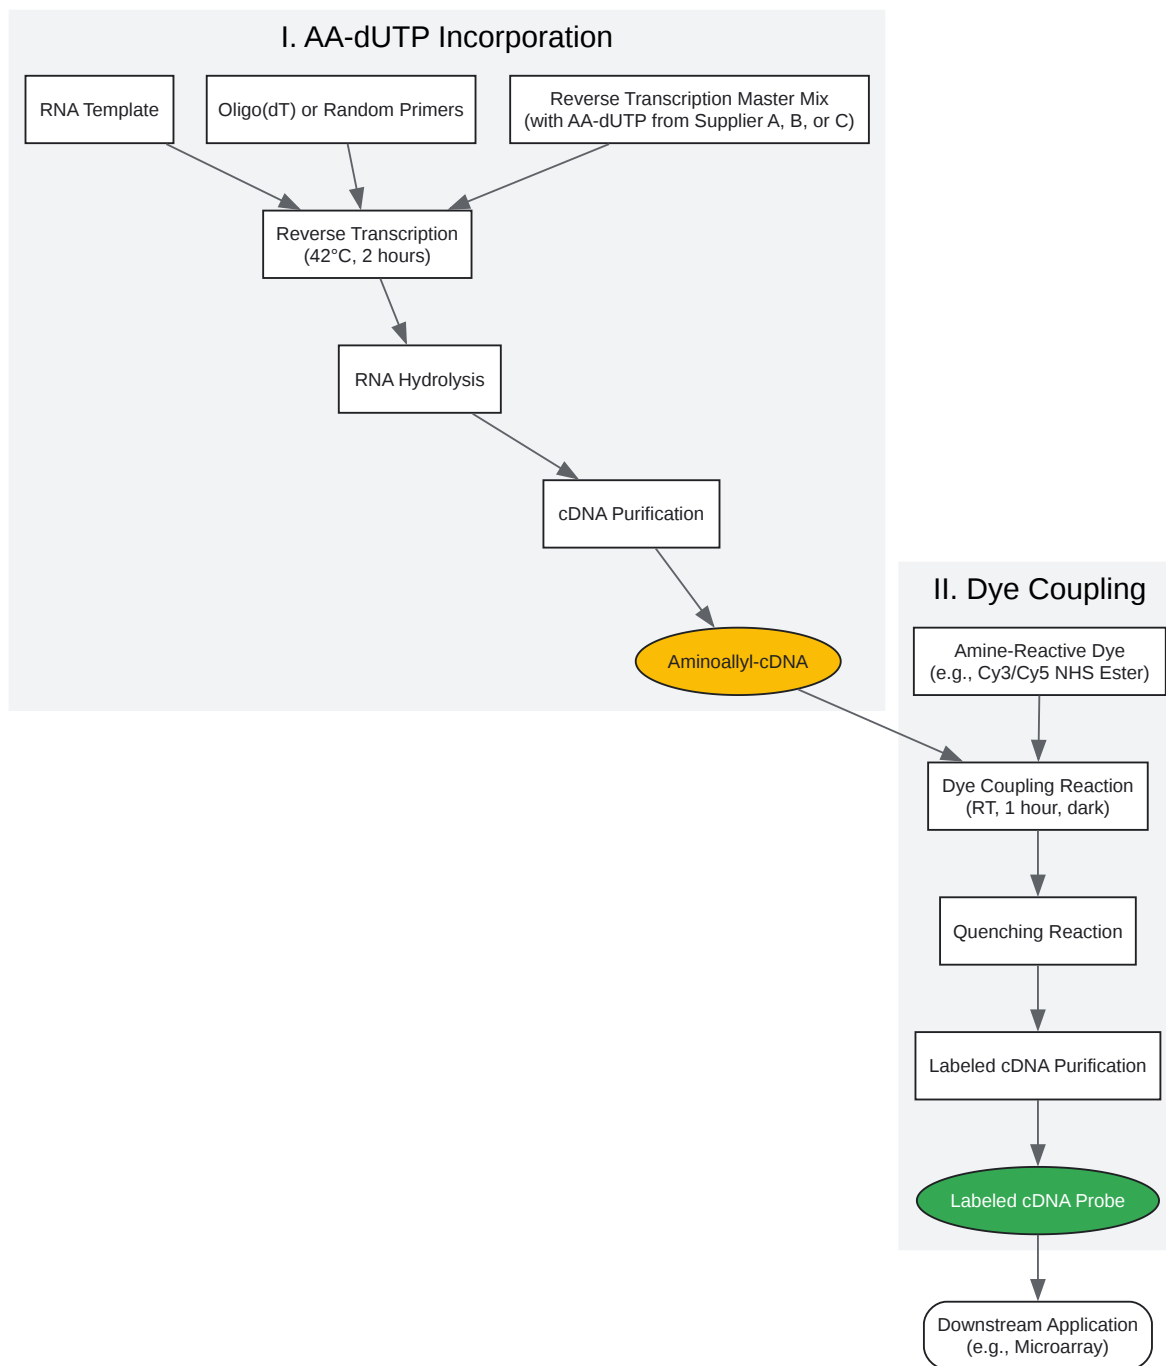 I. AA-dUTP Incorporation
RNA Template
Oligo(dT) or Random Primers
Reverse Transcription Master Mix
(with AA-dUTP from Supplier A, B, or C)
Reverse Transcription
(42°C, 2 hours)
RNA Hydrolysis
cDNA Purification
Aminoallyl-cDNA
II. Dye Coupling
Amine-Reactive Dye
(e.g., Cy3/Cy5 NHS Ester)
Dye Coupling Reaction
(RT, 1 hour, dark)
Quenching Reaction
Labeled cDNA Purification
Labeled cDNA Probe
Downstream Application
(e.g., Microarray)